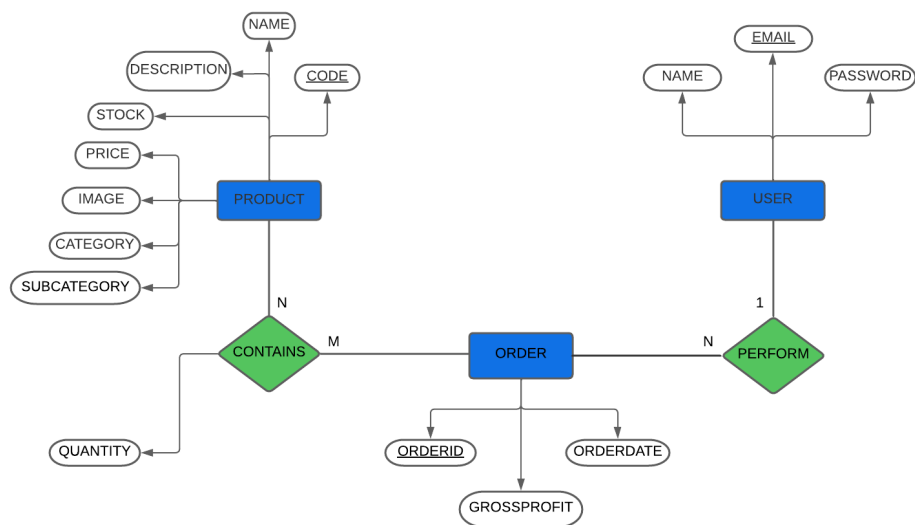 NAME
EMAIL
DESCRIPTION
CODE
NAME
PASSWORD
STOCK
PRICE
IMAGE
PRODUCT
USER
CATEGORY
SUBCATEGORY
N
1
CONTAINS
M
ORDER
N
PERFORM
QUANTITY
ORDERID
ORDERDATE
GROSSPROFIT